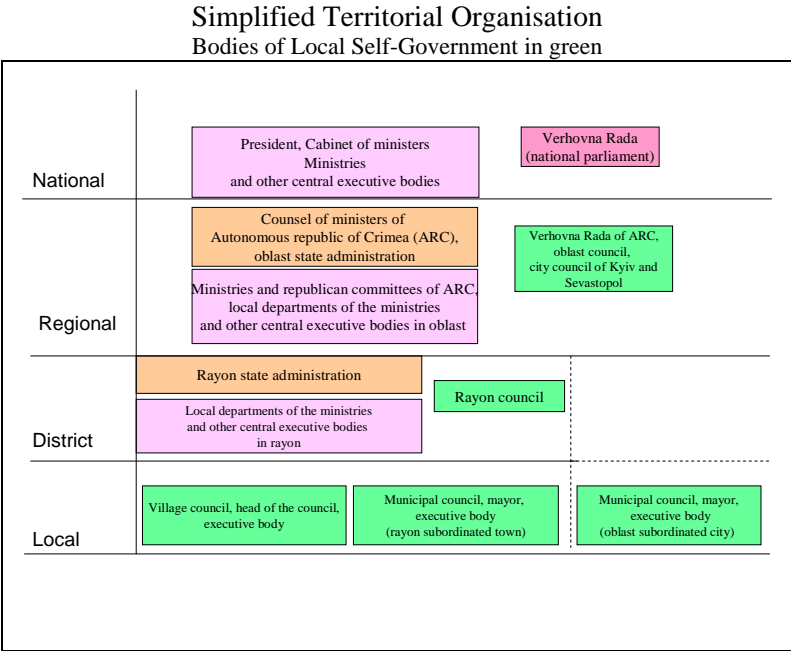 Simplified Territorial Organisation
Bodies of Local Self-Government in green
President, Cabinet of ministers
Ministries
and other central executive bodies
Verhovna Rada
(national parliament)
National
Counsel of ministers of
Autonomous republic of Crimea (ARC),
oblast state administration
Verhovna Rada of ARC,
oblast council,
city council of Kyiv and
Sevastopol
Ministries and republican committees of ARC,
local departments of the ministries
and other central executive bodies in oblast
Regional
Rayon state administration
Rayon council
Local departments of the ministries
and other central executive bodies
in rayon
District
Village council, head of the council,
executive body
Municipal council, mayor,
executive body
(rayon subordinated town)
Municipal council, mayor,
executive body
(oblast subordinated city)
Local